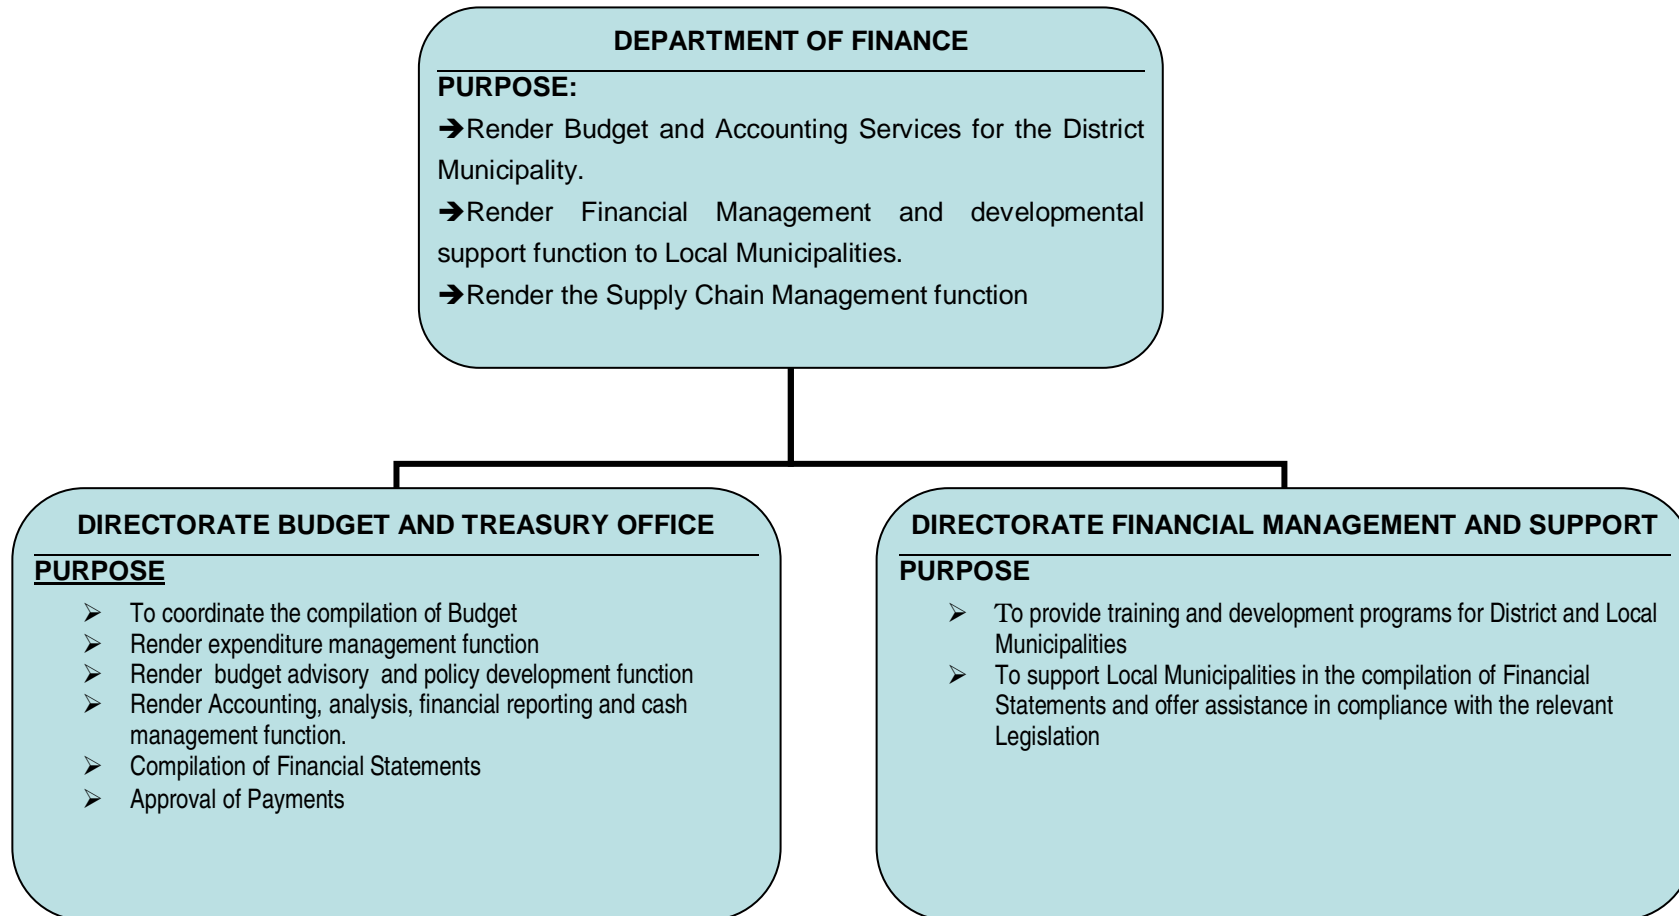 DEPARTMENT OF FINANCE
PURPOSE:
➔Render Budget and Accounting Services for the District
Municipality.
➔Render Financial Management and developmental
support function to Local Municipalities.
➔Render the Supply Chain Management function
DIRECTORATE BUDGET AND TREASURY OFFICE
PURPOSE
➢ To coordinate the compilation of Budget
➢ Render expenditure management function
➢ Render  budget advisory  and policy development function
➢ Render Accounting, analysis, financial reporting and cash
management function.
➢ Compilation of Financial Statements
➢ Approval of Payments
DIRECTORATE FINANCIAL MANAGEMENT AND SUPPORT
PURPOSE
➢ To provide training and development programs for District and Local
Municipalities
➢ To support Local Municipalities in the compilation of Financial
Statements and offer assistance in compliance with the relevant
Legislation